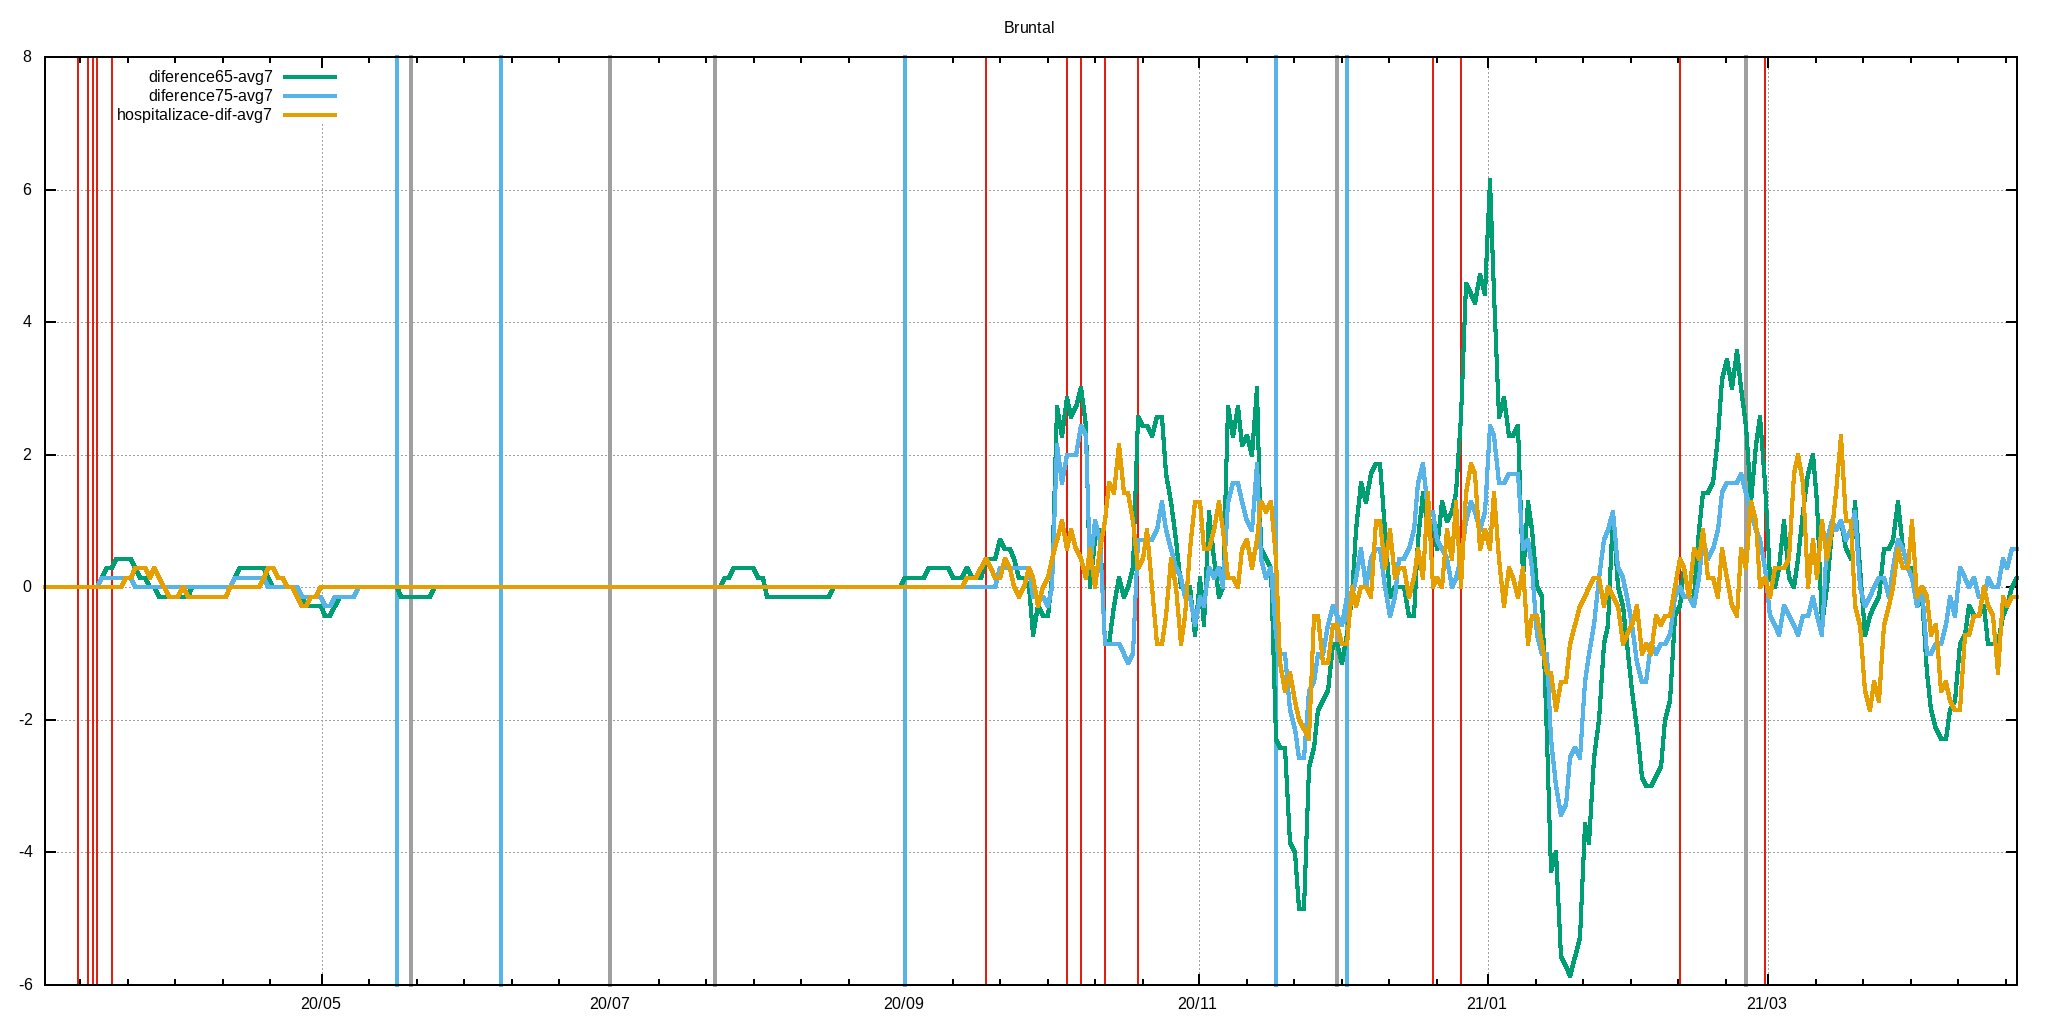 Bruntal
8
diference65-avg7
diference75-avg7
hospitalizace-dif-avg7
6
4
2
0
-2
-4
-6
20/05 20/07 20/09 20/11 21/01 21/03